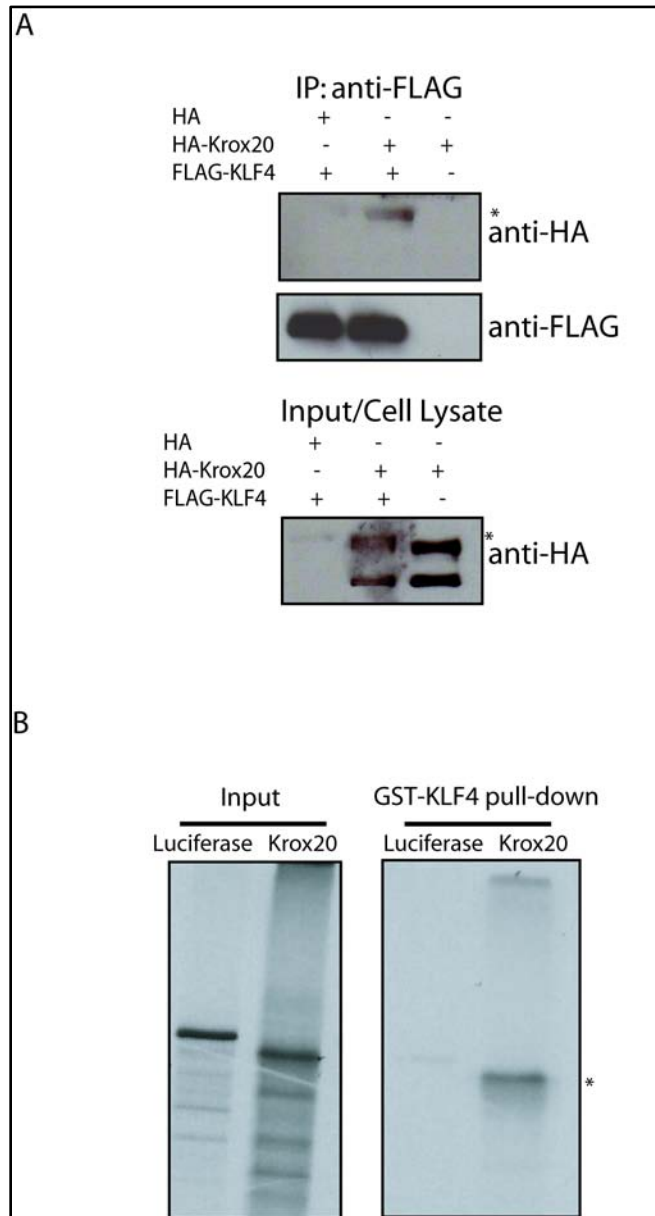 A
IP: anti-FLAG
HA + - -
HA-Krox20 - + +
FLAG-KLF4 + + -
*
anti-HA
anti-FLAG
Input/Cell Lysate
HA + - -
HA-Krox20 - + +
FLAG-KLF4 + + -
*
anti-HA
B
Input GST-KLF4 pull-down
Luciferase Krox20 Luciferase Krox20
*